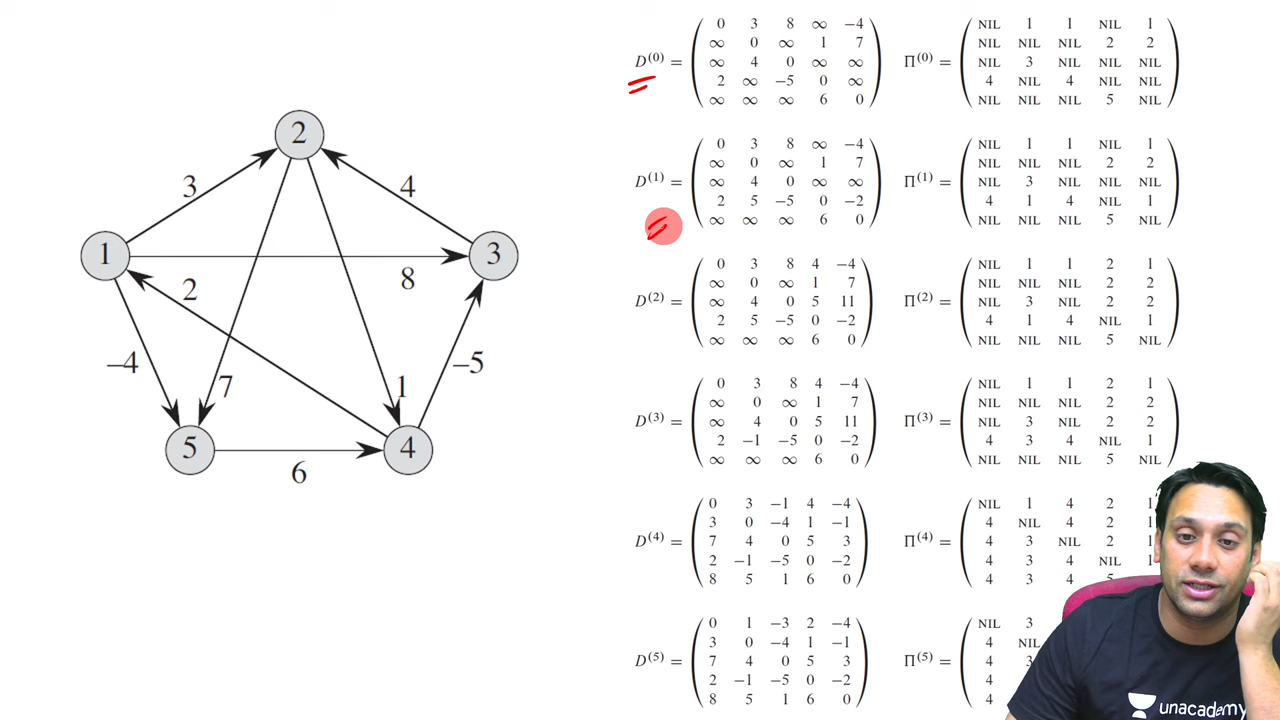 2
3
4
1
3
2
8
–4
7
1
–5
5
4
6
0 3 8 ∞ −4 NIL 1 1 NIL 1
∞ 0 ∞ 1 7 NIL NIL NIL 2 2
D(0) = ∞ 4 0 ∞ ∞ Π(0) = NIL 3 NIL NIL NIL
2 ∞ −5 0 ∞ 4 NIL 4 NIL NIL
∞ ∞ ∞ 6 0 NIL NIL NIL 5 NIL
0 3 8 ∞ −4 NIL 1 1 NIL 1
∞ 0 ∞ 1 7 NIL NIL NIL 2 2
D(1) = ∞ 4 0 ∞ ∞ Π(1) = NIL 3 NIL NIL NIL
2 5 −5 0 −2 4 1 4 NIL 1
∞ ∞ ∞ 6 0 NIL NIL NIL 5 NIL
0 3 8 4 −4 NIL 1 1 2 1
∞ 0 ∞ 1 7 NIL NIL NIL 2 2
D(2) = ∞ 4 0 5 11 Π(2) = NIL 3 NIL 2 2
2 5 −5 0 −2 4 1 4 NIL 1
∞ ∞ ∞ 6 0 NIL NIL NIL 5 NIL
0 3 8 4 −4 NIL 1 1 2 1
∞ 0 ∞ 1 7 NIL NIL NIL 2 2
D(3) = ∞ 4 0 5 11 Π(3) = NIL 3 NIL 2 2
2 −1 −5 0 −2 4 3 4 NIL 1
∞ ∞ ∞ 6 0 NIL NIL NIL 5 NIL
0 3 −1 4 −4 NIL 1 4 2 1
3 0 −4 1 −1 4 NIL 4 2 1
D(4) = 7 4 0 5 3 Π(4) = 4 3 NIL 2 1
2 −1 −5 0 −2 4 3 4 NIL 1
8 5 1 6 0 4 3 4 5
0 1 −3 2 −4 NIL 3
3 0 −4 1 −1 4 NIL
D(5) = 7 4 0 5 3 Π(5) = 4 3
2 −1 −5 0 −2 4
8 5 1 6 0 4
unacademy